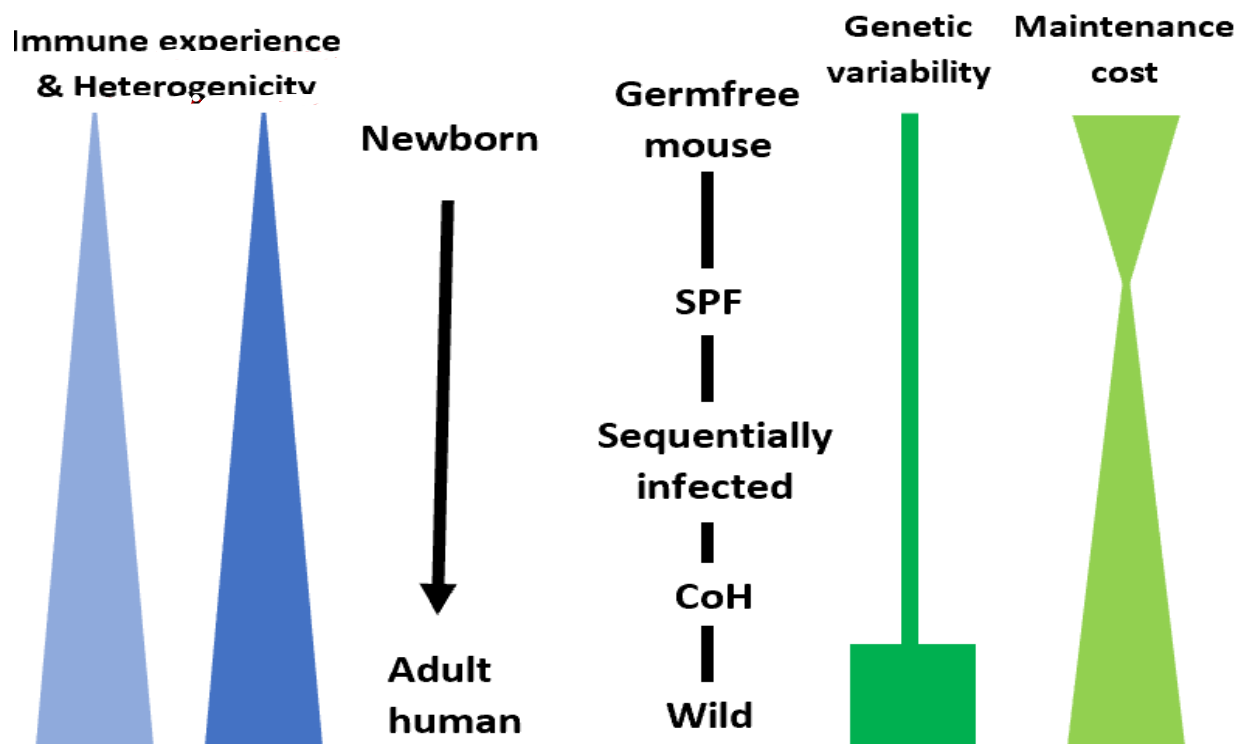 Immune experience
& Heterogenicity
Newborn
Adult
human
Germfree
mouse
SPF
Sequentially
infected
CoH
Wild
Genetic
variability
Maintenance
cost